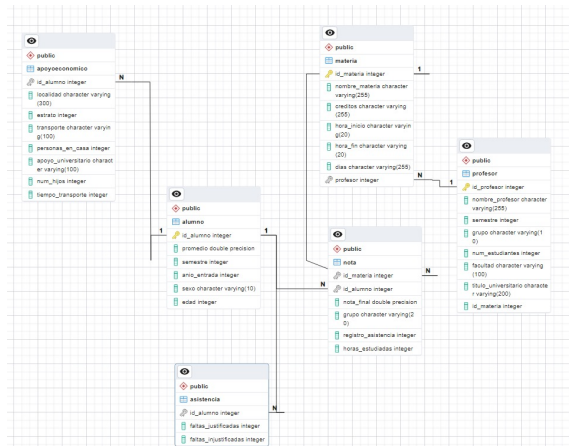 public
apoyoeconomico
id_alumno integer
localidad character varying
(300)
estrato integer
transporte character varyin
g(100)
personas_en_casa integer
apoyo_universitario charact
er varying(100)
num_hijos integer
tiempo_transporte integer
N
public
materia
id_materia integer
nombre_materia character
varying(255)
creditos character varying
(255)
hora_inicio character varyin
g(20)
hora_fin character varying
(20)
dias character varying(255)
profesor integer
1
N
public
profesor
id_profesor integer
nombre_profesor character
varying(255)
semestre integer
grupo character varying(1
0)
num_estudiantes integer
facultad character varying
(100)
titulo_universitario characte
r varying(200)
id_materia integer
1
public
alumno
id_alumno integer
promedio double precision
semestre integer
anio_entrada integer
sexo character varying(10)
edad integer
1
1
public
nota
id_materia integer
id_alumno integer
nota_final double precision
grupo character varying(2
0)
registro_asistencia integer
horas_estudiadas integer
N
N
public
asistencia
id_alumno integer
faltas_justificadas integer
faltas_injustificadas integer
N